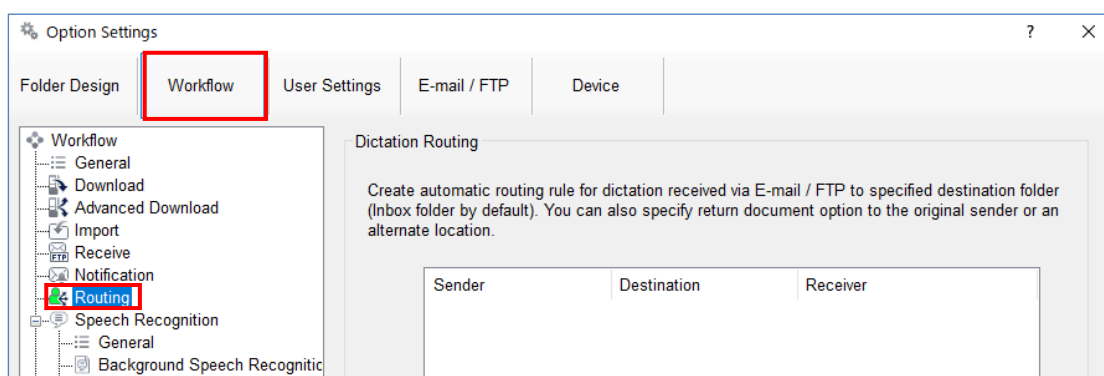 Option Settings
?
Folder Design
Workflow
User Settings
E-mail / FTP
Device
Workflow
General
Download
Advanced Download
Import
Receive
Notification
Routing
Speech Recognition
General
Background Speech Recognitic
Dictation Routing
Create automatic routing rule for dictation received via E-mail / FTP to specified destination folder
(Inbox folder by default). You can also specify return document option to the original sender or an
alternate location.
Sender
Destination
Receiver